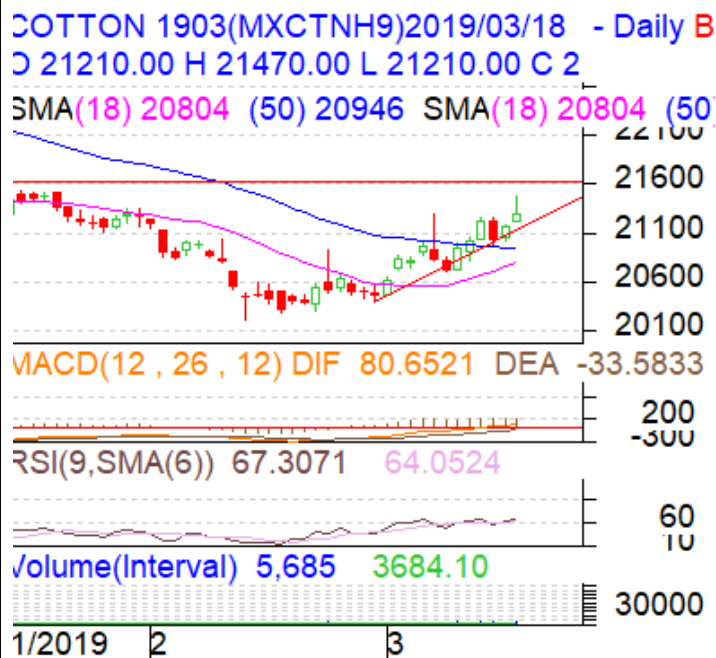 COTTON 1903(MXCTNH9)2019/03/18 - Daily B
O 21210.00 H 21470.00 L 21210.00 C 2
SMA(18) 20804 (50) 20946 SMA(18) 20804 (50)
22100
21600
21100
20600
20100
MACD(12 , 26 , 12) DIF 80.6521 DEA -33.5833
200
-300
RSI(9,SMA(6)) 67.3071 64.0524
60
10
Volume(Interval) 5,685 3684.10
30000
1/2019 2 3